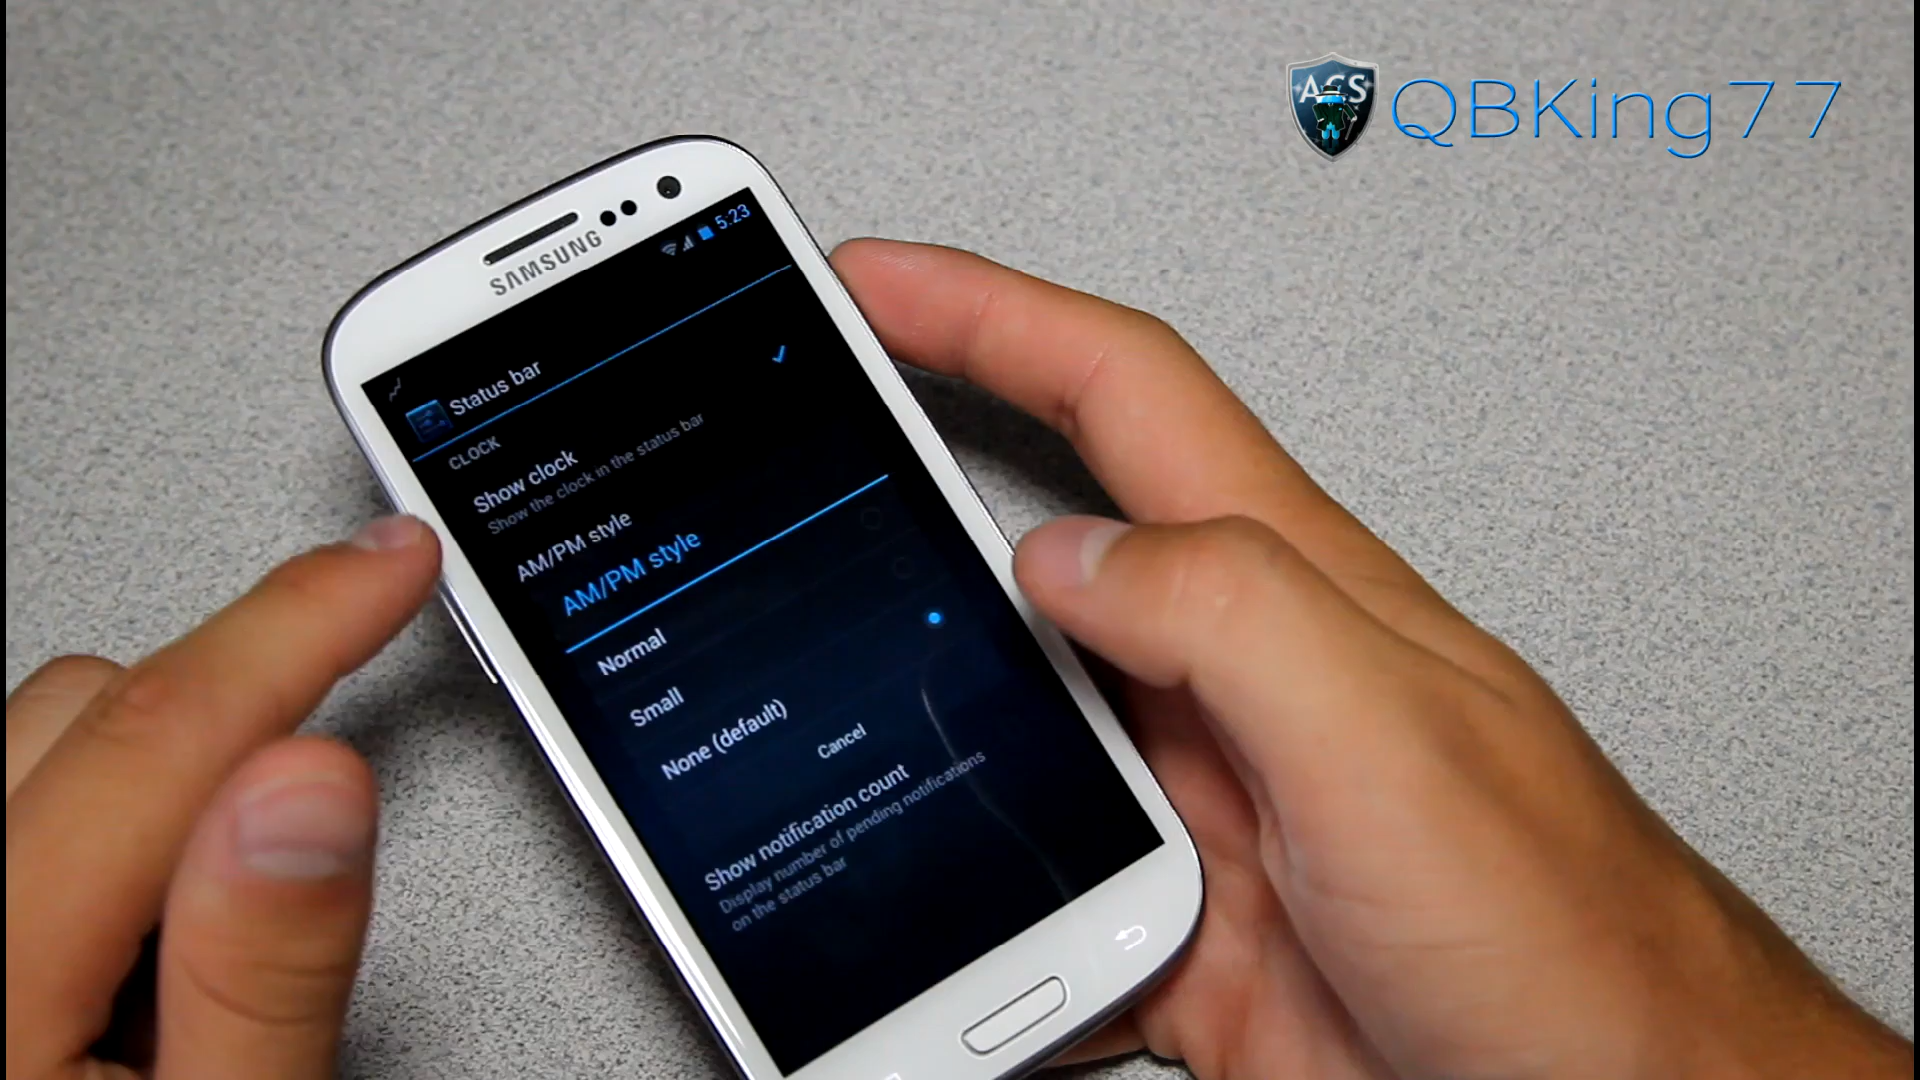 ACS QBKing77
SAMSUNG
5:23
Status bar
CLOCK
Show clock
Show the clock in the status bar
AM/PM style
AM/PM style
Normal
Small
None (default)
Cancel
Show notification count
Display number of pending notifications
on the status bar